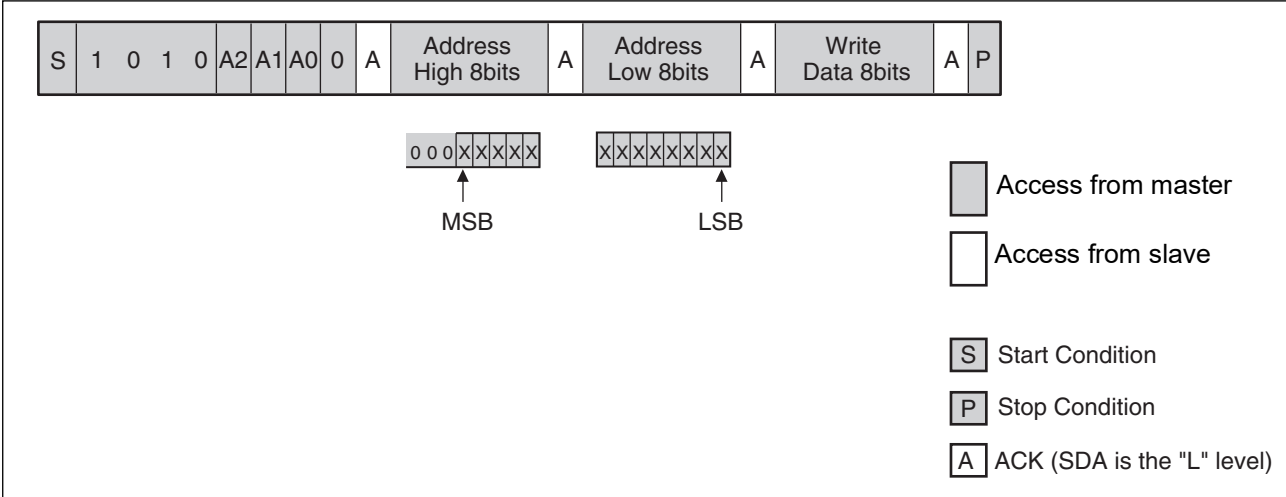 S 1 0 1 0 A2 A1 A0 0 A Address High 8bits A Address Low 8bits A Write Data 8bits A P
0 0 0 X X X X X X X X X X X X X
MSB LSB
Access from master
Access from slave
S Start Condition
P Stop Condition
A ACK (SDA is the "L" level)